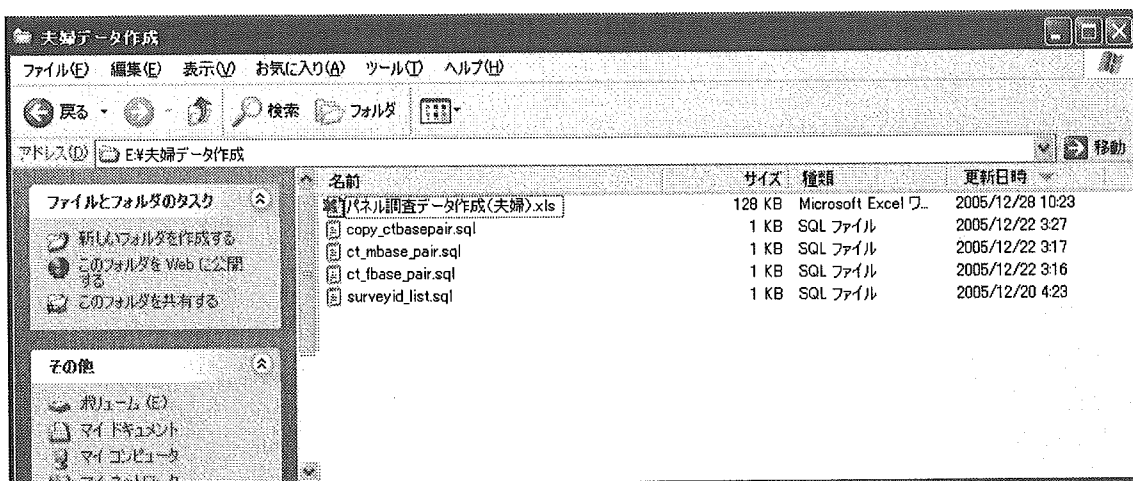 夫婦データ作成
ファイル(F) 編集(E) 表示(V) お気に入り(A) ツール(T) ヘルプ(H)
戻る 検索 フォルダ
アドレス(D) E:¥夫婦データ作成 移動
ファイルとフォルダのタスク
新しいフォルダを作成する
このフォルダを Web に公開
する
このフォルダを共有する
その他
ボリューム (E)
マイ ドキュメント
マイ コンピュータ
マイ ネットワーク
名前 サイズ 種類 更新日時
パネル調査データ作成(夫婦).xls 128 KB Microsoft Excel ワ... 2005/12/28 10:23
copy_ctbasepair.sql 1 KB SQL ファイル 2005/12/22 3:27
ct_mbase_pair.sql 1 KB SQL ファイル 2005/12/22 3:17
ct_fbase_pair.sql 1 KB SQL ファイル 2005/12/22 3:16
surveyid_list.sql 1 KB SQL ファイル 2005/12/20 4:23